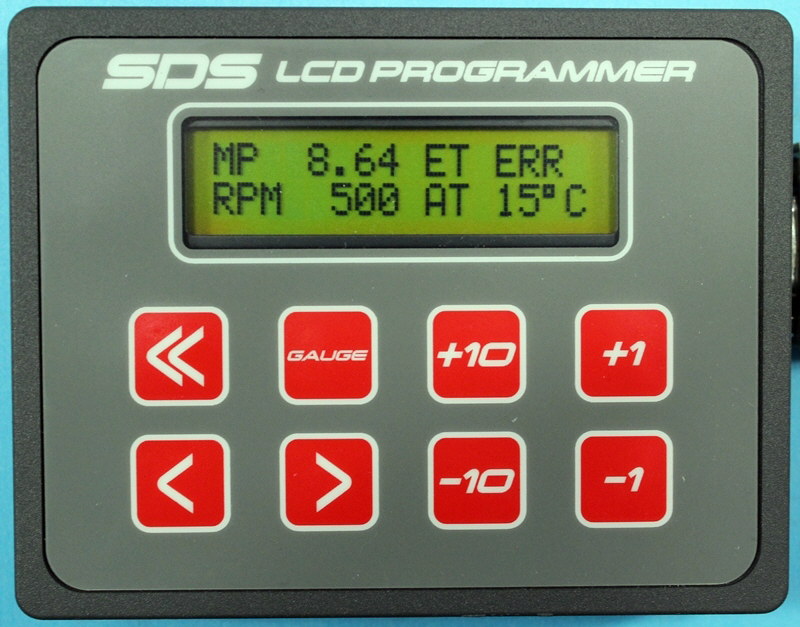 SDS LCD PROGRAMMER
MP 8.64 ET ERR
RPM 500 AT 15°C
GAUGE +10 +1
-10 -1